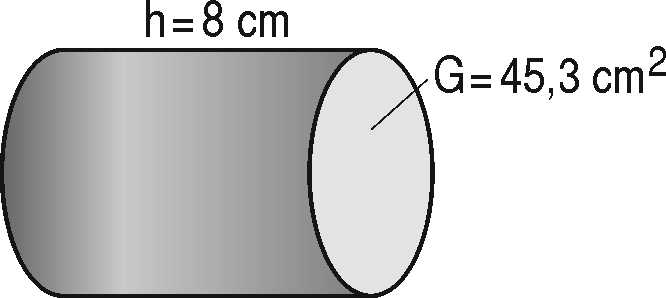 h = 8 cm
G = 45,3 cm²